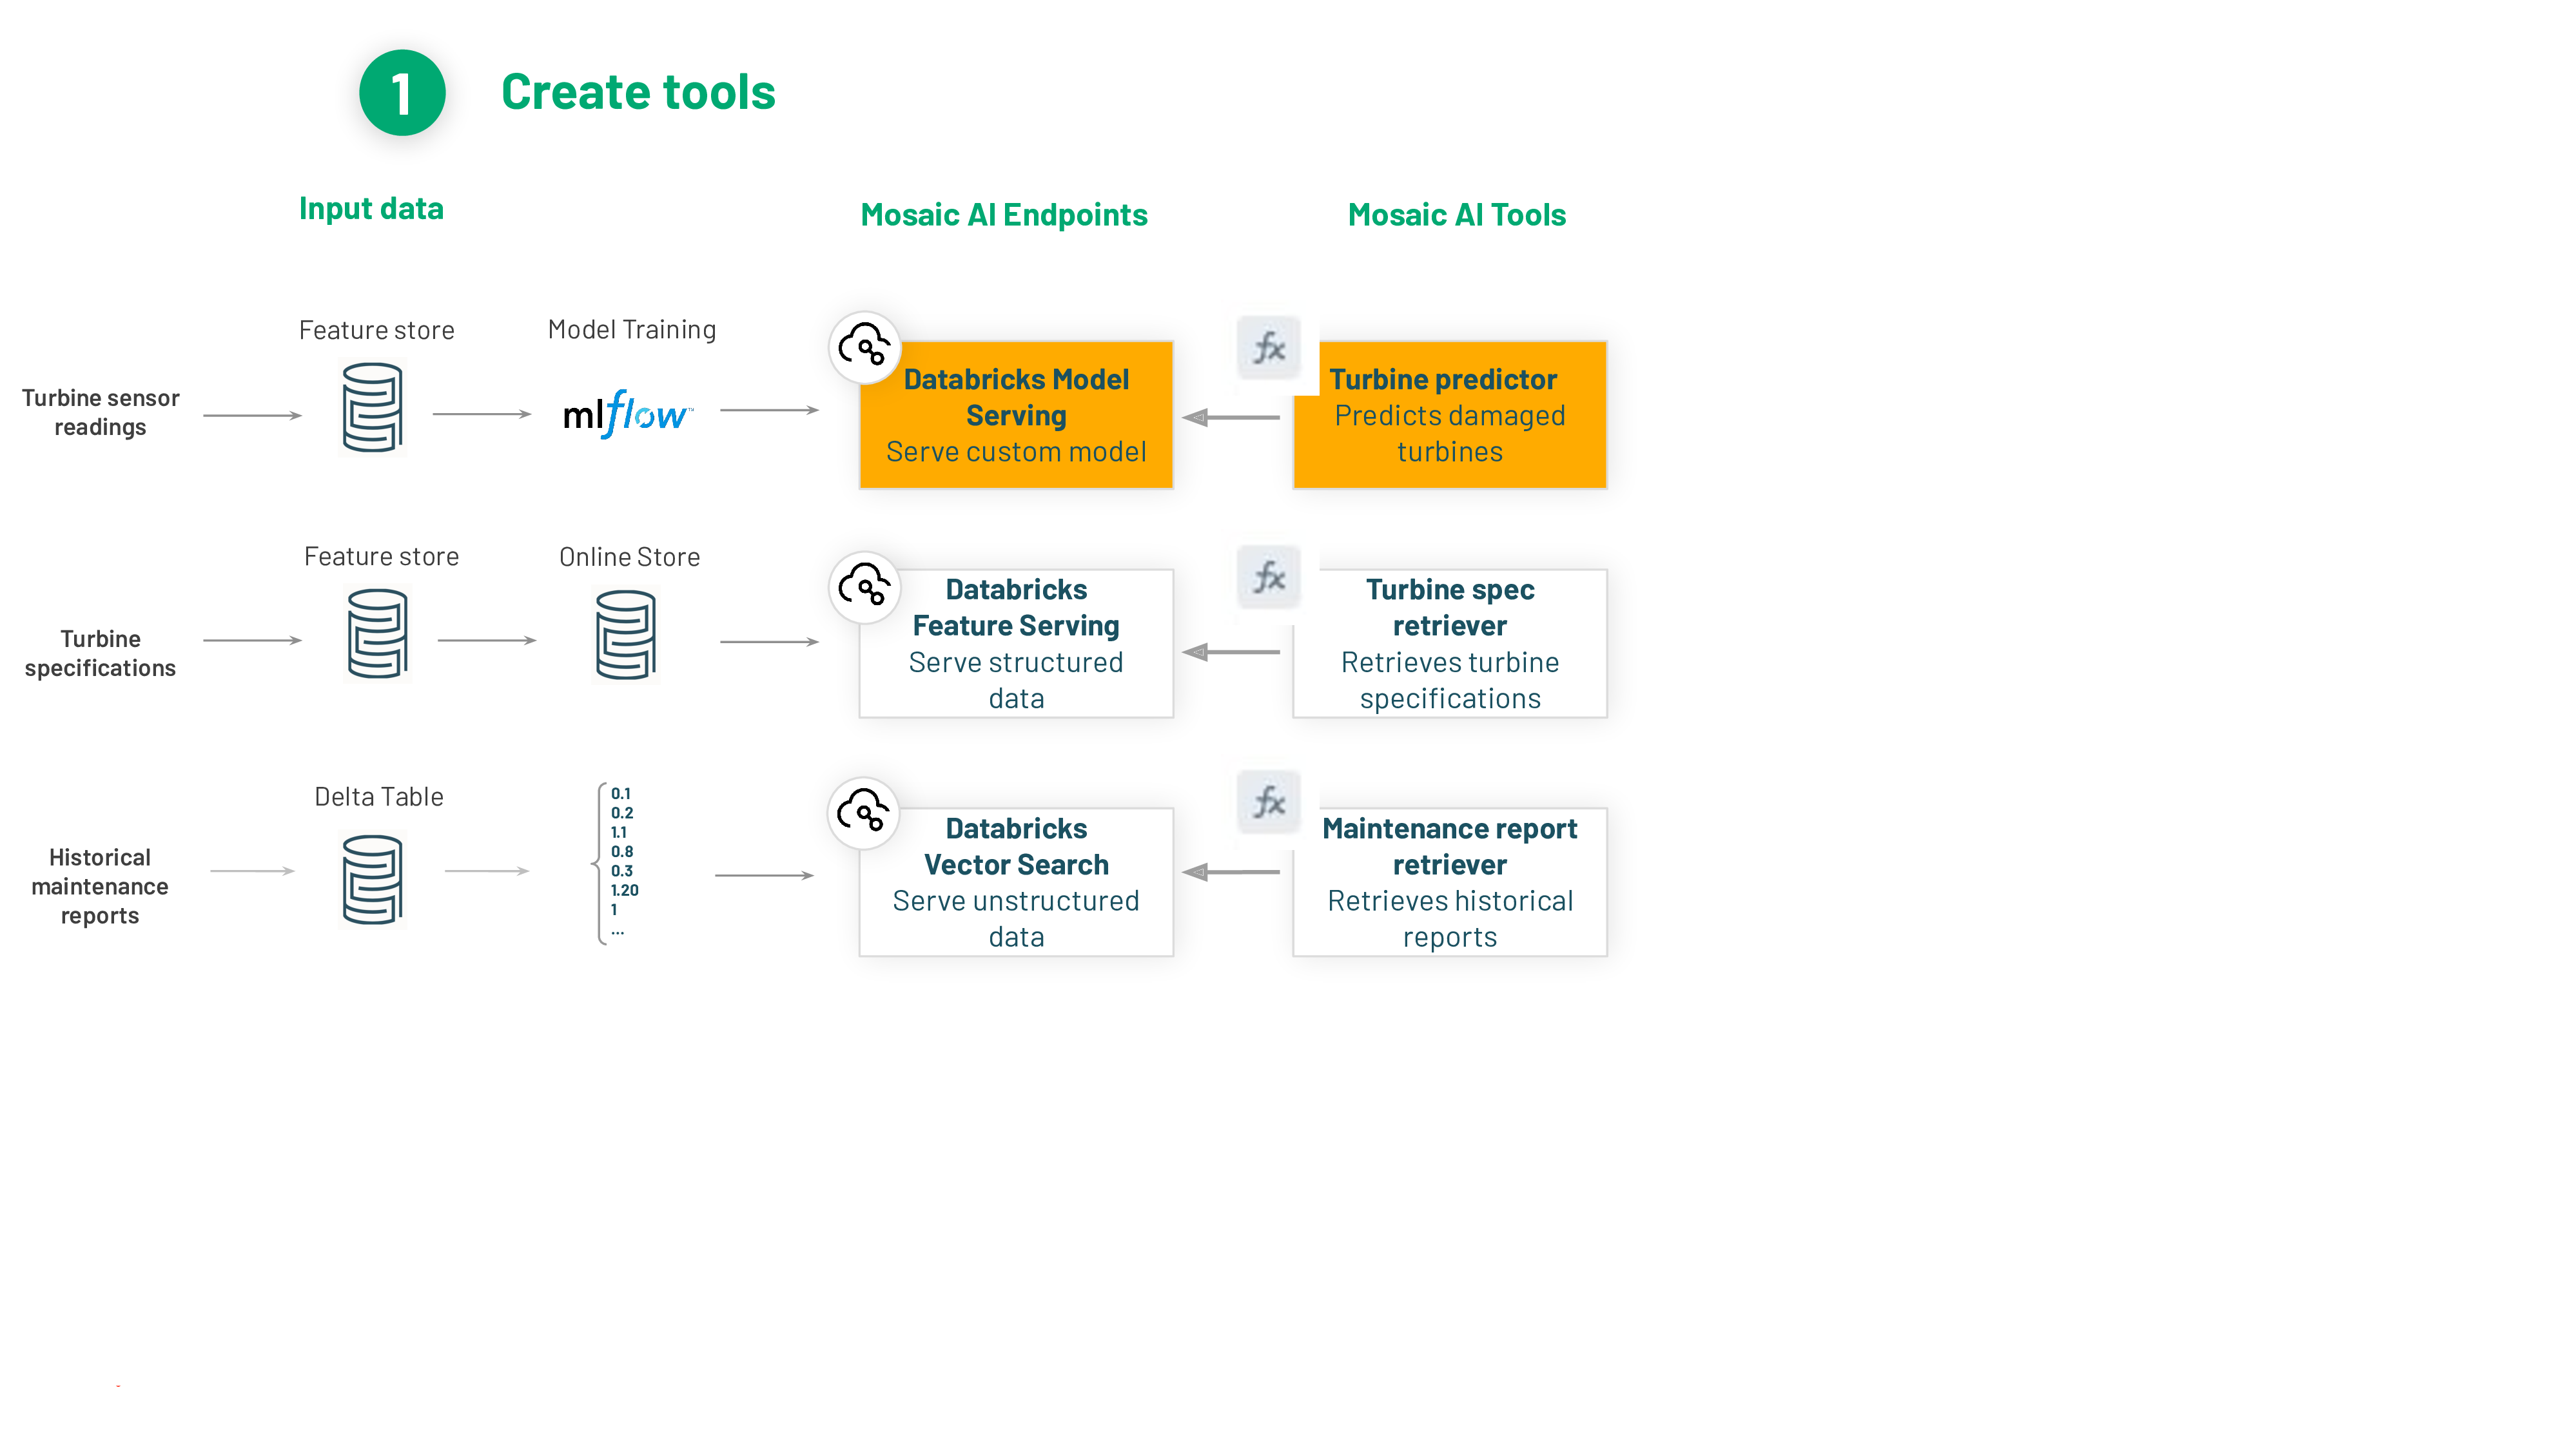 1
Create tools
Input data
Mosaic AI Endpoints
Mosaic AI Tools
Turbine sensor
readings
Feature store
Model Training
mlflow™
Databricks Model
Serving
Serve custom model
fx
Turbine predictor
Predicts damaged
turbines
Turbine
specifications
Feature store
Online Store
Databricks
Feature Serving
Serve structured
data
fx
Turbine spec
retriever
Retrieves turbine
specifications
Historical
maintenance
reports
Delta Table
0.1
0.2
1.1
0.8
0.3
1.20
1
...
Databricks
Vector Search
Serve unstructured
data
fx
Maintenance report
retriever
Retrieves historical
reports